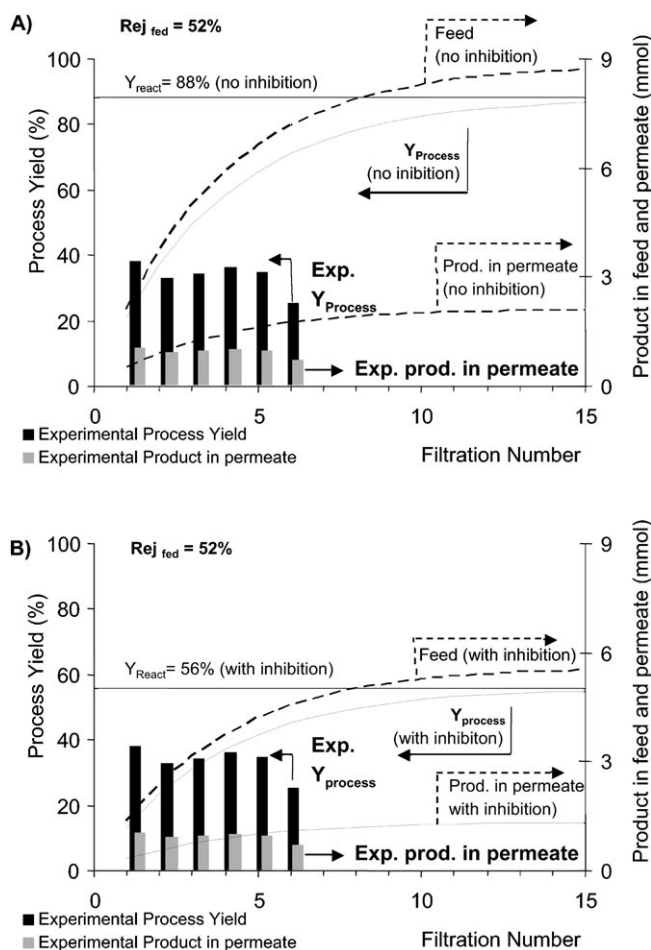 A)
Rej fed = 52%
Feed
(no inhibition)
100
9
Yreact= 88% (no inhibition)
80
YProcess
(no inibition)
6
60
Process Yield (%)
Product in feed and permeate (mmol)
40
Exp.
YProcess
Prod. in permeate
(no inhibition)
3
20
Exp. prod. in permeate
0
0
0
5
10
15
Experimental Process Yield
Experimental Product in permeate
Filtration Number
B)
Rej fed = 52%
100
9
80
Feed (with inhibition)
6
YReact= 56% (with inhibition)
60
Process Yield (%)
Product in feed and permeate (mmol)
Yprocess
(with inhibiton)
40
Exp.
Yprocess
3
Prod. in permeate
with inhibition)
20
Exp. prod. in permeate
0
0
0
5
10
15
Experimental Process Yield
Experimental Product in permeate
Filtration Number